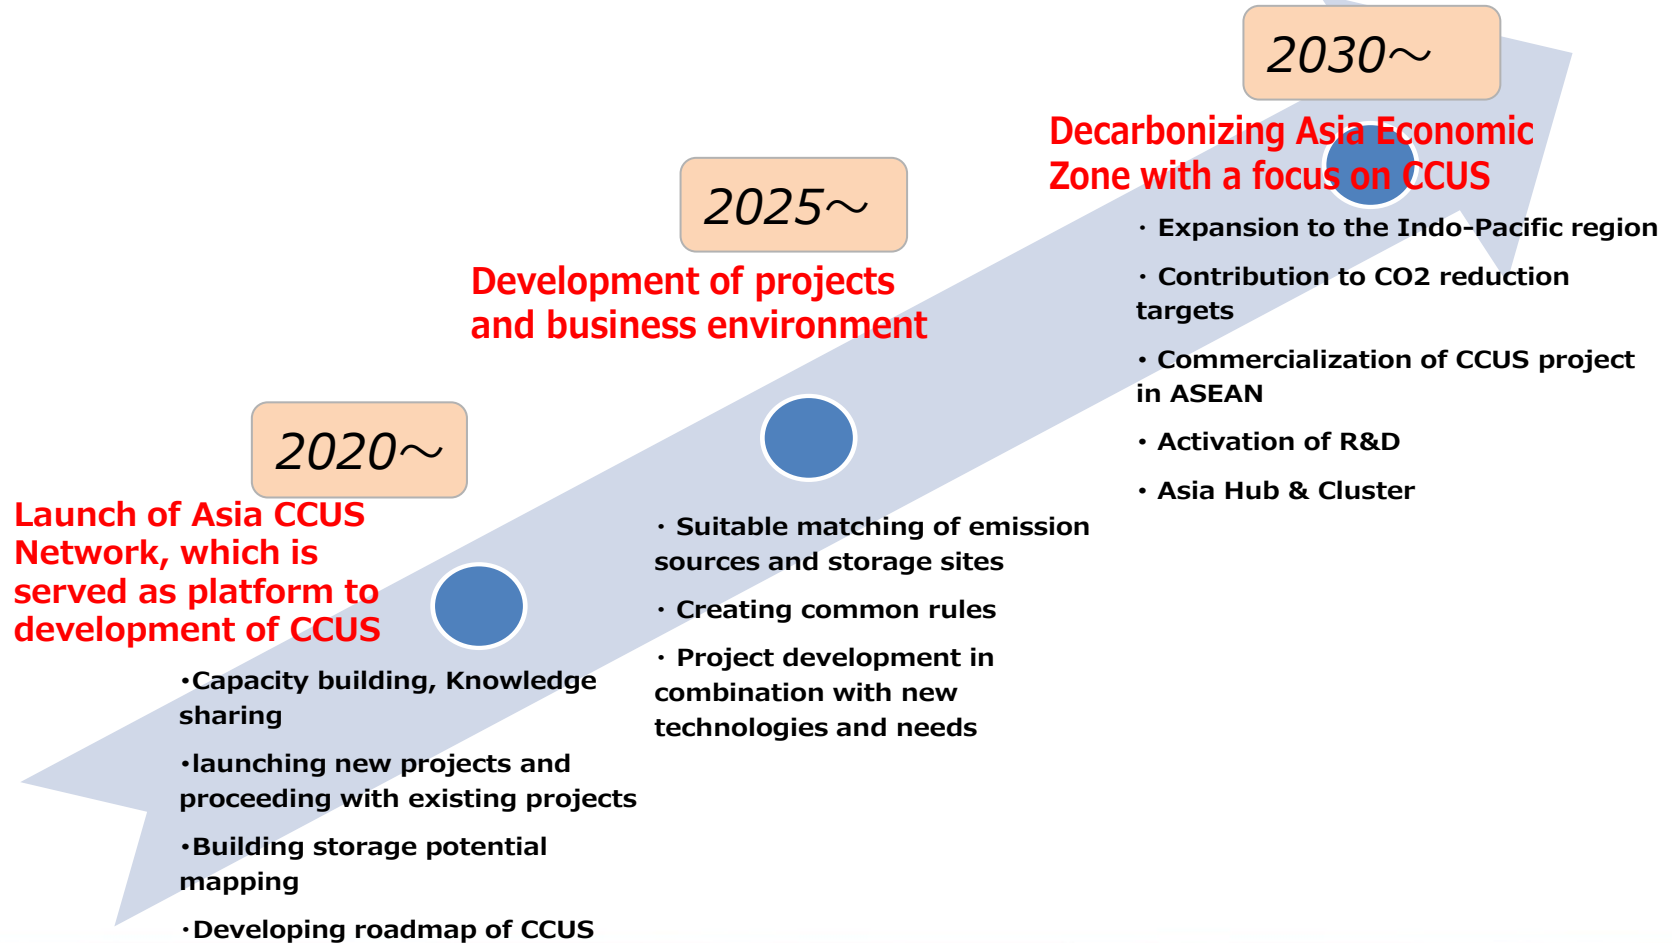 2020～
Launch of Asia CCUS
Network, which is
served as platform to
development of CCUS
･Capacity building, Knowledge
sharing
･launching new projects and
proceeding with existing projects
･Building storage potential
mapping
･Developing roadmap of CCUS
2025～
Development of projects
and business environment
･ Suitable matching of emission
sources and storage sites
･ Creating common rules
･ Project development in
combination with new
technologies and needs
2030～
Decarbonizing Asia Economic
Zone with a focus on CCUS
･ Expansion to the Indo-Pacific region
･ Contribution to CO2 reduction
targets
･ Commercialization of CCUS project
in ASEAN
･ Activation of R&D
･ Asia Hub & Cluster